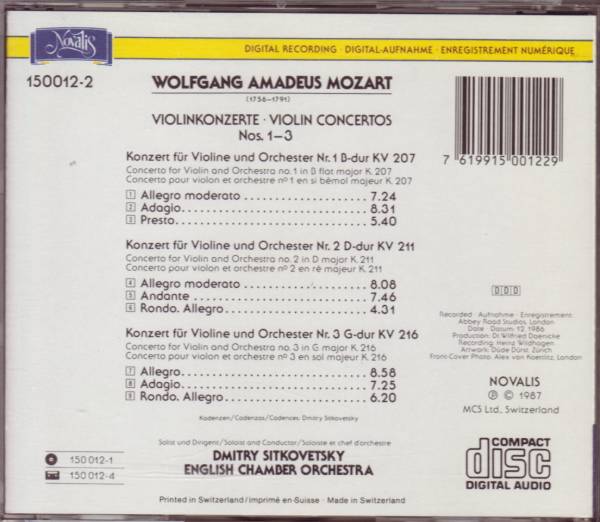 Novalis
DIGITAL RECORDING · DIGITAL-AUFNAHME · ENREGISTREMENT NUMÉRIQUE
150012-2
WOLFGANG AMADEUS MOZART
(1756–1791)
VIOLINKONZERTE · VIOLIN CONCERTOS
Nos. 1–3
7 619915 001229
Konzert für Violine und Orchester Nr. 1 B-dur KV 207
Concerto for Violin and Orchestra no. 1 in B flat major K. 207
Concerto pour violon et orchestre nº 1 en si bémol majeur K. 207
1 Allegro moderato 7.24
2 Adagio 8.31
3 Presto 5.40
Konzert für Violine und Orchester Nr. 2 D-dur KV 211
Concerto for Violin and Orchestra no. 2 in D major K. 211
Concerto pour violon et orchestre nº 2 en ré majeur K. 211
4 Allegro moderato 8.08
5 Andante 7.46
6 Rondo. Allegro 4.31
Konzert für Violine und Orchester Nr. 3 G-dur KV 216
Concerto for Violin and Orchestra no. 3 in G major K. 216
Concerto pour violon et orchestre nº 3 en sol majeur K. 216
7 Allegro 8.58
8 Adagio 7.25
9 Rondo. Allegro 6.20
Kadenzen/Cadenzas/Cadences: Dmitry Sitkovetsky
DDD
Recorded · Aufnahme · Enregistrement:
Abbey Road Studios, London
Date · Datum: 12. 1986
Production: Dr. Wilfried Daenicke
Recording: Heinz Wildhagen
Artwork: Düde Dürst, Zürich
Front-Cover Photo: Alex von Koettlitz, London
NOVALIS
℗ © 1987
MCS Ltd., Switzerland
Solist und Dirigent/Soloist and Conductor/Soloiste et chef d'orchestre
DMITRY SITKOVETSKY
ENGLISH CHAMBER ORCHESTRA
150 012-1
150 012-4
COMPACT
disc
DIGITAL AUDIO
Printed in Switzerland/Imprimé en Suisse · Made in Switzerland